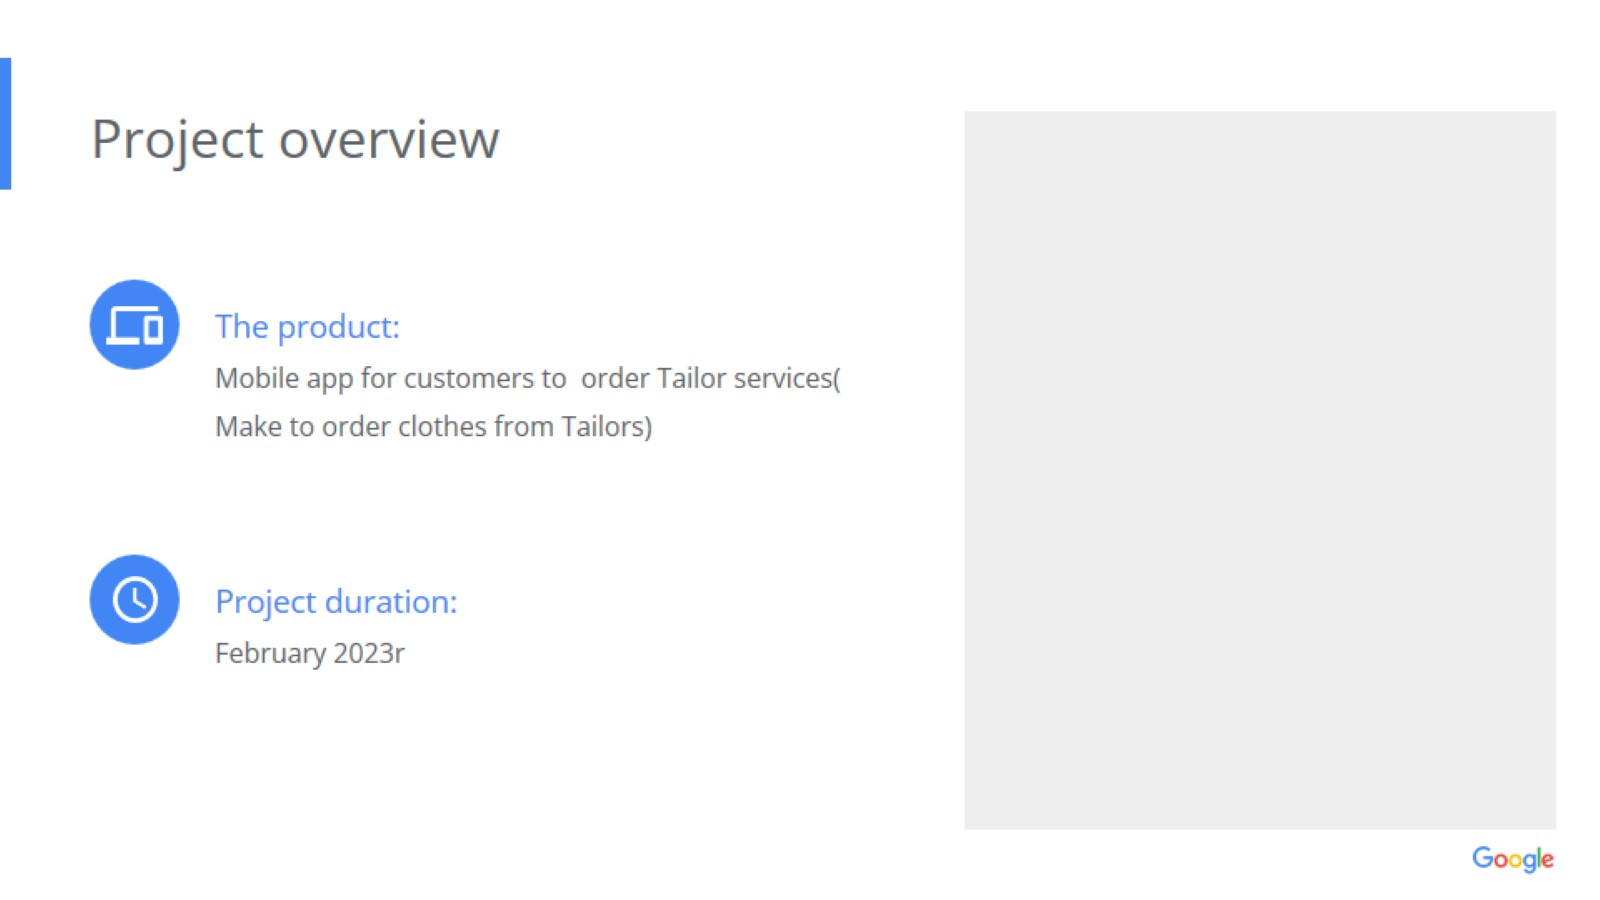 Project overview
The product:
Mobile app for customers to  order Tailor services(
Make to order clothes from Tailors)
Project duration:
February 2023r
Google